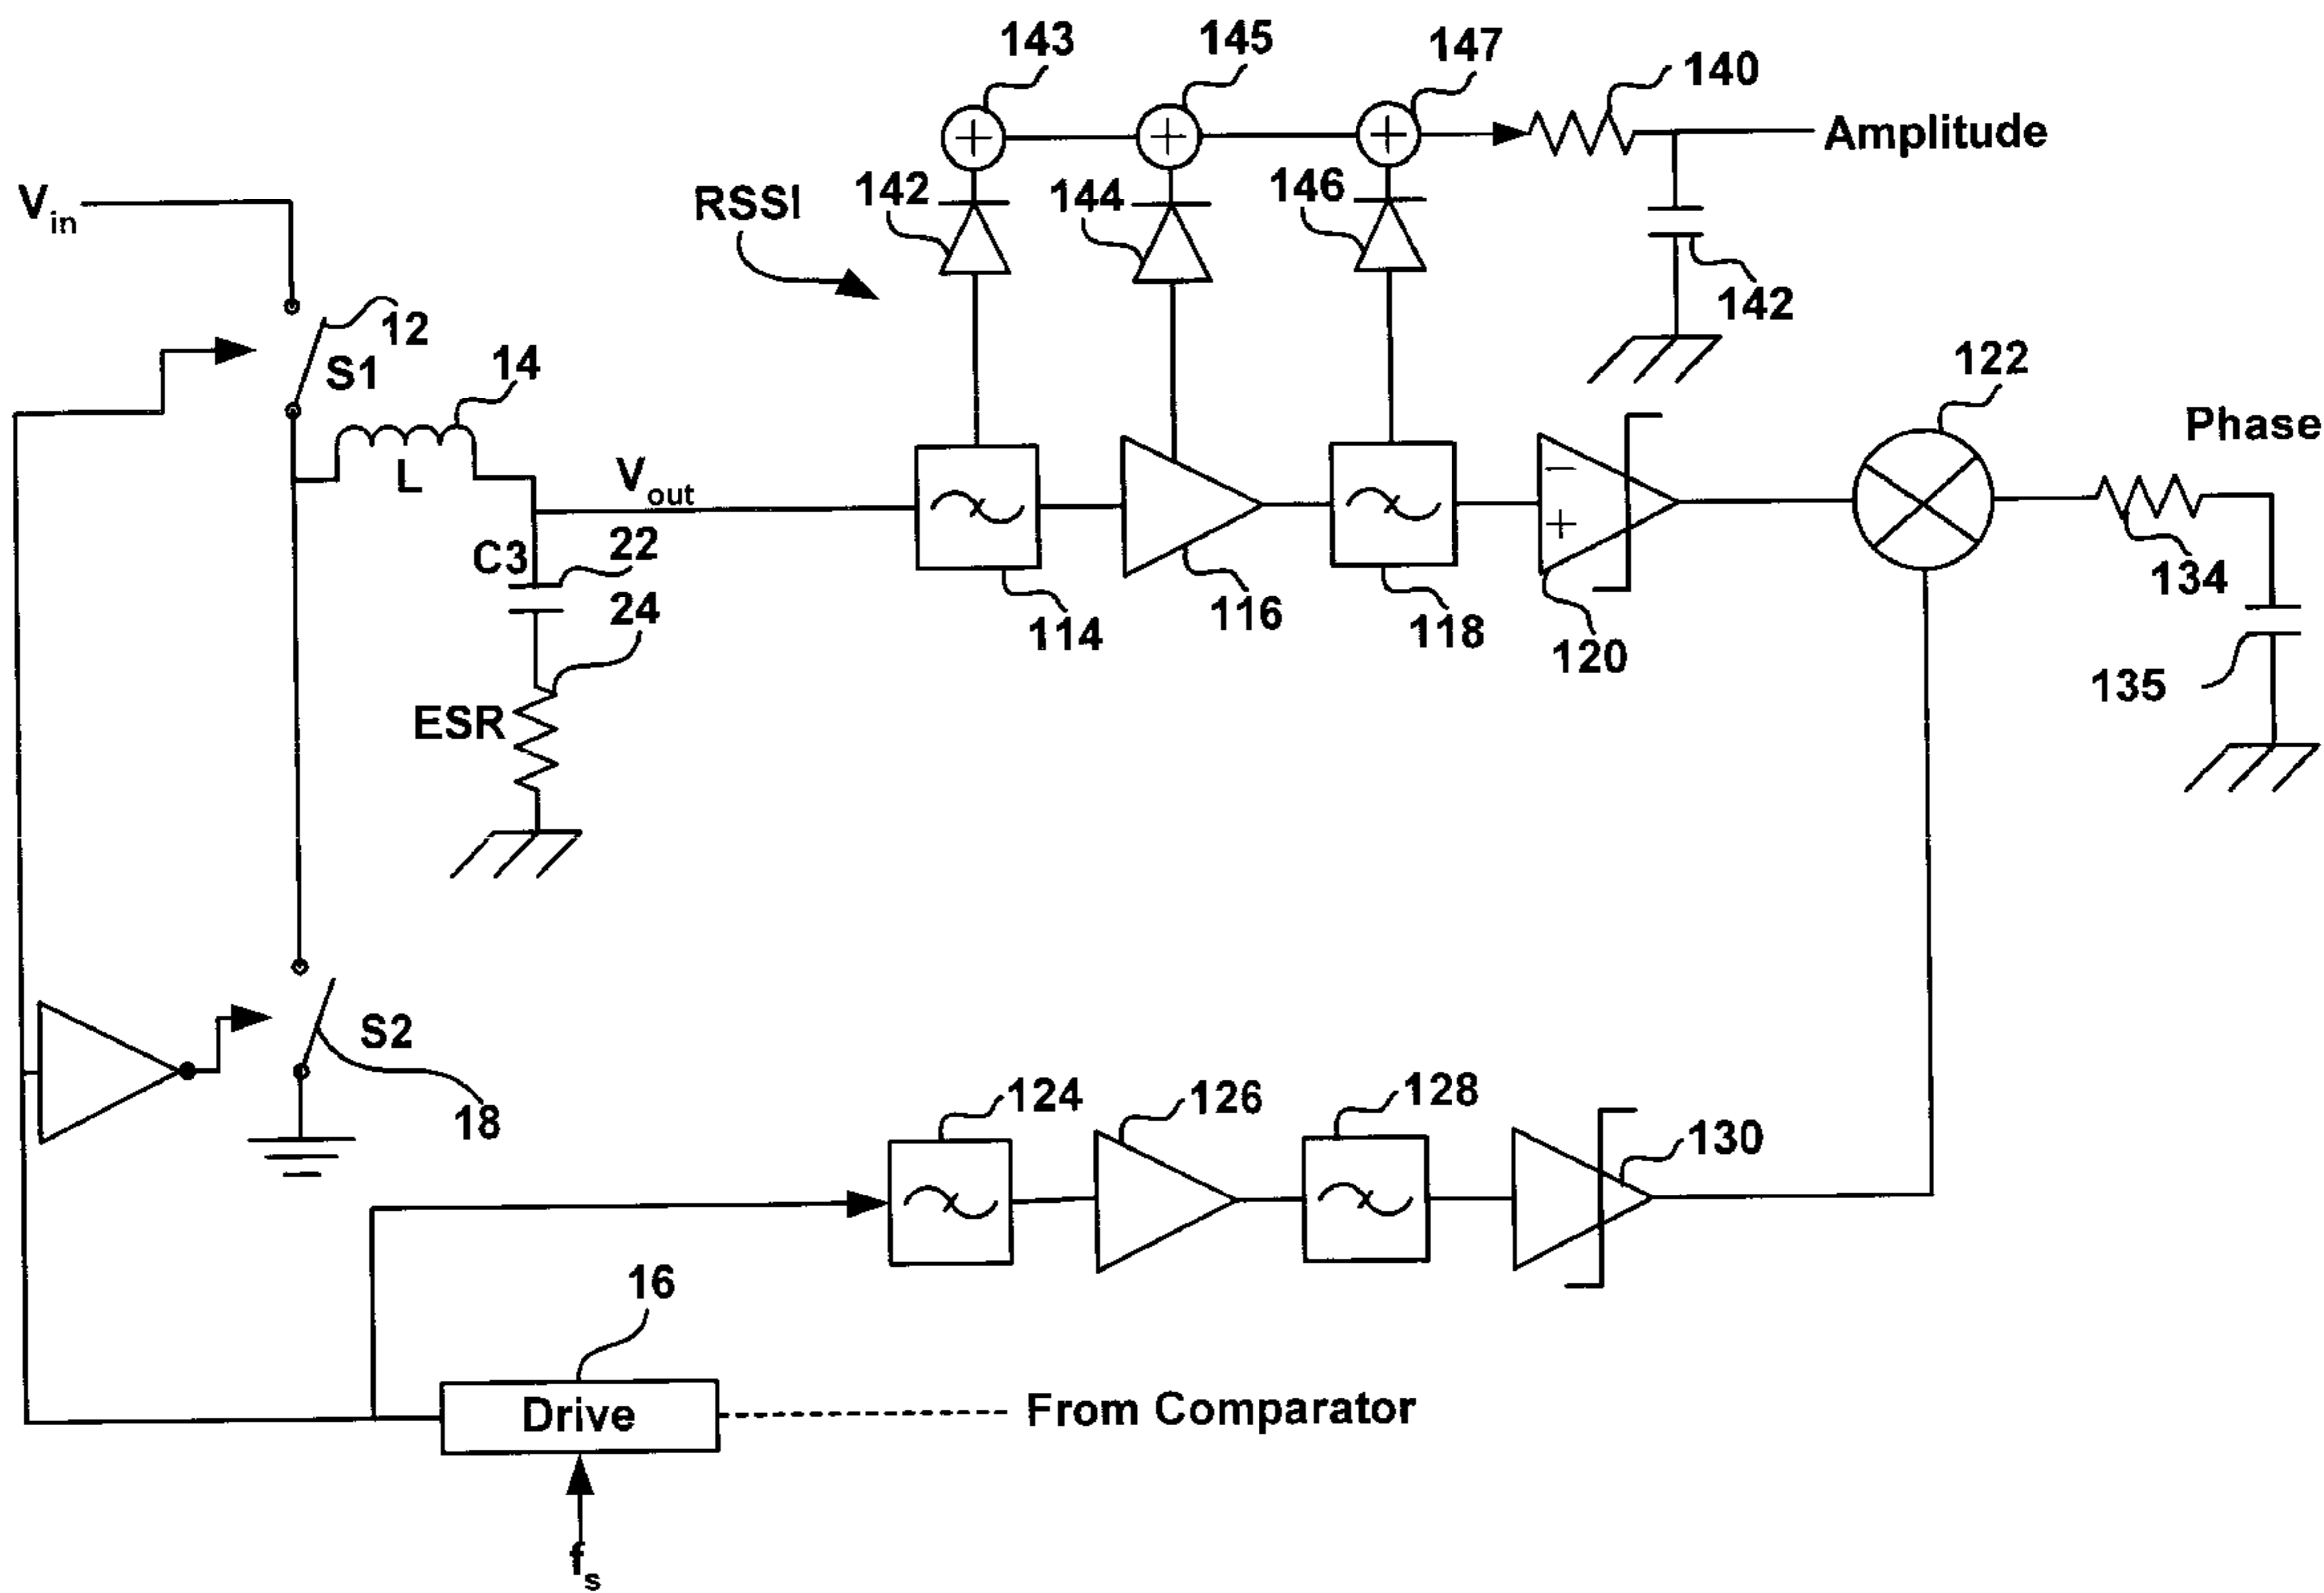 143
145
147
140
Amplitude
142
144
146
RSSI
Vin
12
S1
14
142
122
L
Vout
Phase
C3
22
24
114
116
118
120
134
135
ESR
S2
18
124
126
128
130
16
Drive
From Comparator
fs